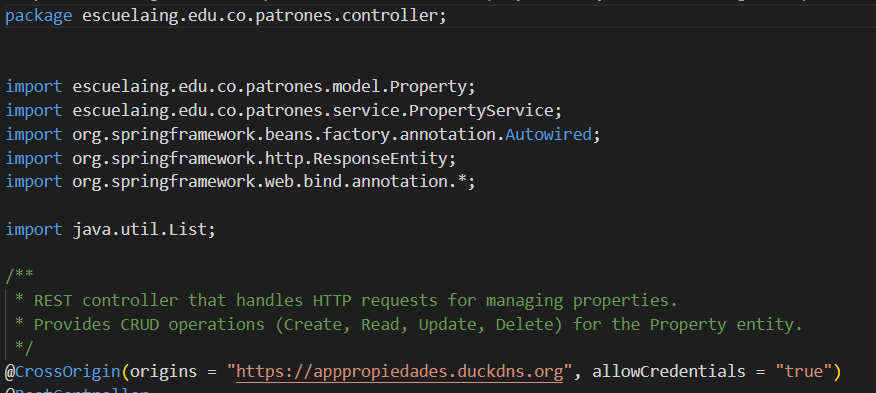 package escuelaing.edu.co.patrones.controller;
import escuelaing.edu.co.patrones.model.Property;
import escuelaing.edu.co.patrones.service.PropertyService;
import org.springframework.beans.factory.annotation.Autowired;
import org.springframework.http.ResponseEntity;
import org.springframework.web.bind.annotation.*;
import java.util.List;
/**
 * REST controller that handles HTTP requests for managing properties.
 * Provides CRUD operations (Create, Read, Update, Delete) for the Property entity.
 */
@CrossOrigin(origins = "https://apppropiedades.duckdns.org", allowCredentials = "true")